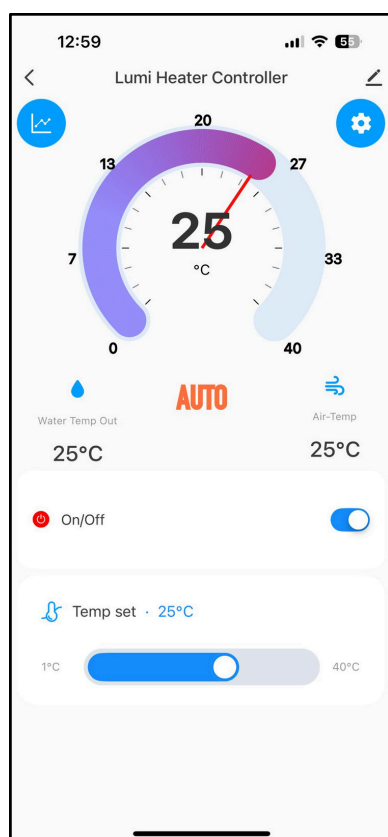 12:59
55
Lumi Heater Controller
20
13
27
25
°C
7
33
0
40
AUTO
Water Temp Out
Air-Temp
25°C
25°C
On/Off
Temp set · 25°C
1°C
40°C